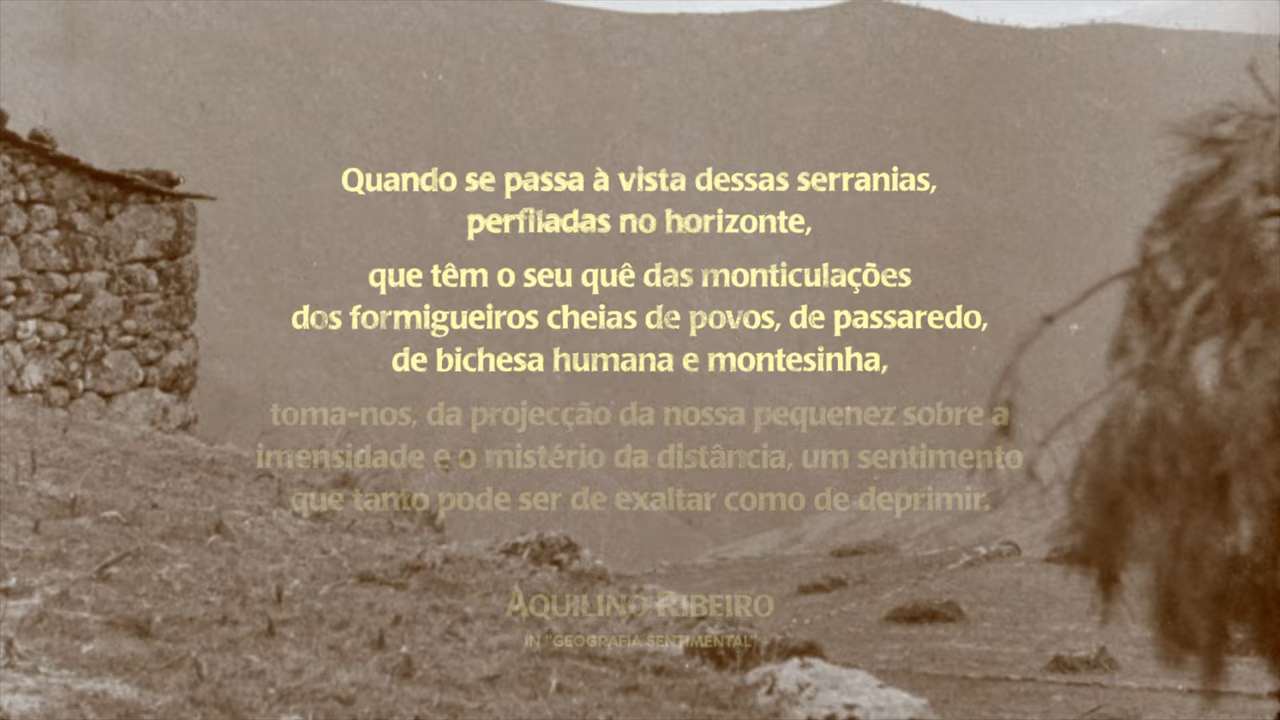 Quando se passa à vista dessas serranias,
perfiladas no horizonte,
que têm o seu quê das monticulações
dos formigueiros cheias de povos, de passaredo,
de bichesa humana e montesinha,
toma-nos, da projecção da nossa pequenez sobre a
imensidade e o mistério da distância, um sentimento
que tanto pode ser de exaltar como de deprimir.
AQUILINO RIBEIRO
IN "GEOGRAFIA SENTIMENTAL"